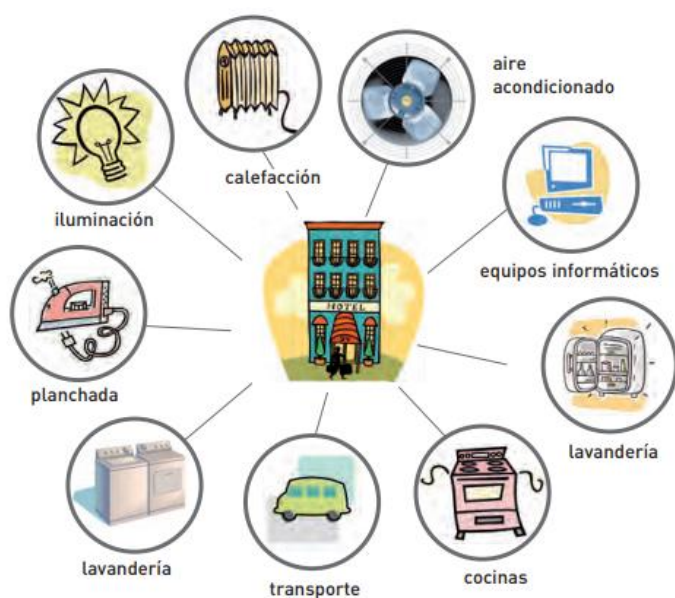 aire
acondicionado
calefacción
iluminación
equipos informáticos
HOTEL
planchada
lavandería
lavandería
cocinas
transporte